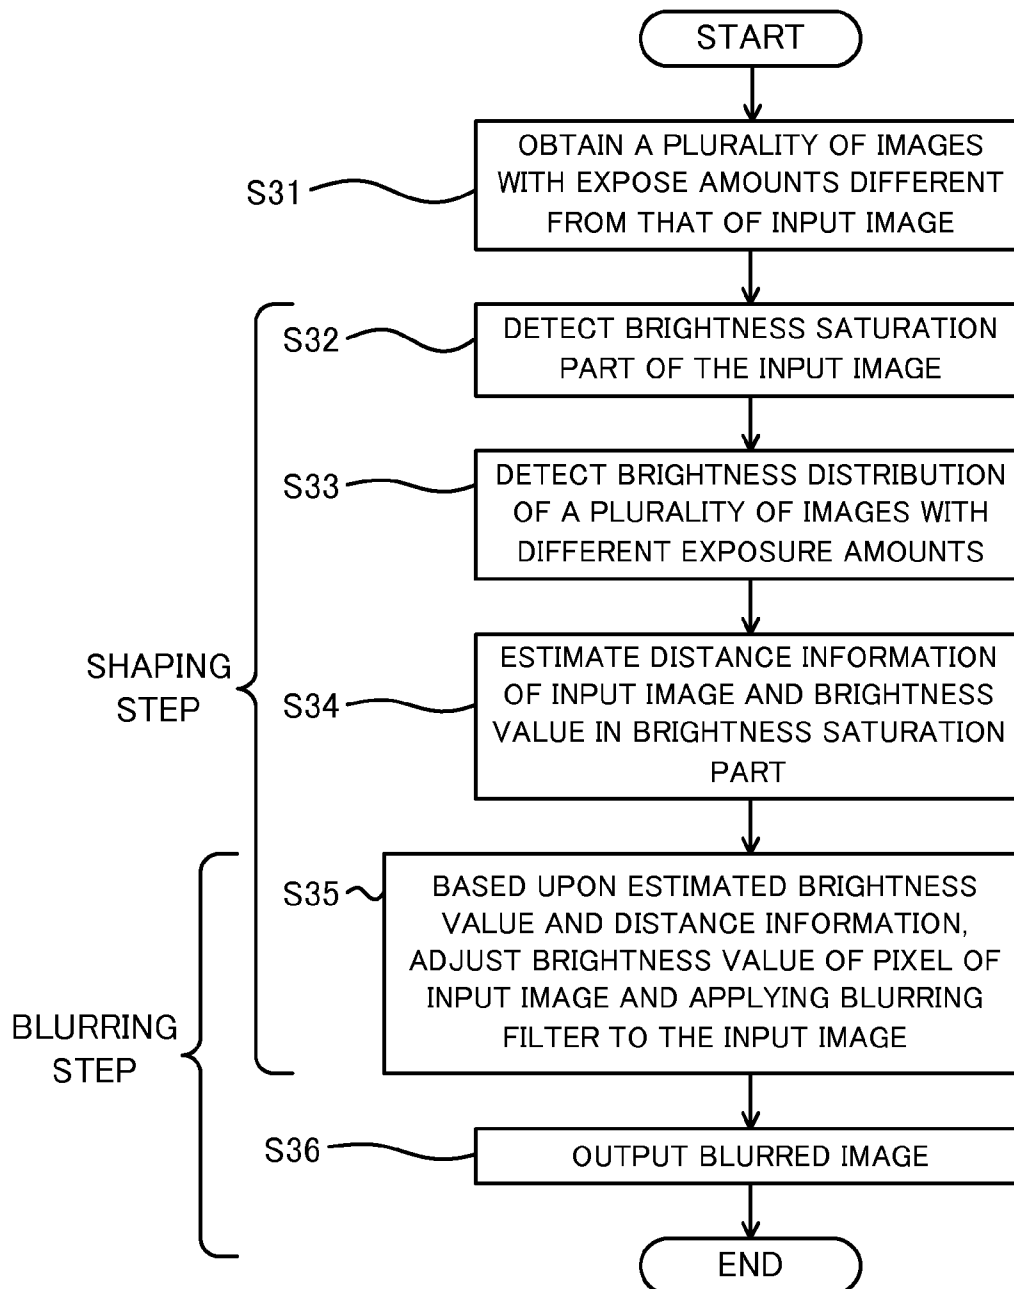 START
OBTAIN A PLURALITY OF IMAGES
WITH EXPOSE AMOUNTS DIFFERENT
FROM THAT OF INPUT IMAGE
S31
DETECT BRIGHTNESS SATURATION
PART OF THE INPUT IMAGE
S32
DETECT BRIGHTNESS DISTRIBUTION
OF A PLURALITY OF IMAGES WITH
DIFFERENT EXPOSURE AMOUNTS
S33
SHAPING
STEP
ESTIMATE DISTANCE INFORMATION
OF INPUT IMAGE AND BRIGHTNESS
VALUE IN BRIGHTNESS SATURATION
PART
S34
BASED UPON ESTIMATED BRIGHTNESS
VALUE AND DISTANCE INFORMATION,
ADJUST BRIGHTNESS VALUE OF PIXEL OF
INPUT IMAGE AND APPLYING BLURRING
FILTER TO THE INPUT IMAGE
S35
BLURRING
STEP
S36
OUTPUT BLURRED IMAGE
END